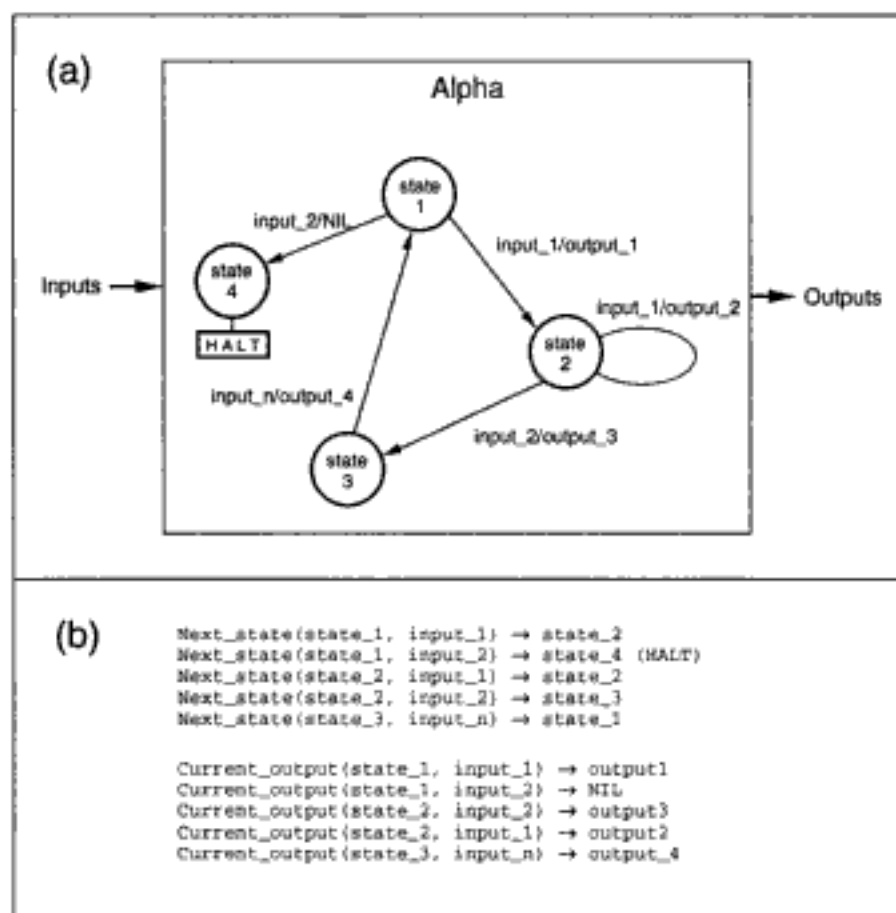 (a)
Alpha
state
1
input_2/NIL
input_1/output_1
state
4
Inputs
Outputs
input_1/output_2
HALT
state
2
input_n/output_4
input_2/output_3
state
3
(b)
Next_state(state_1, input_1) → state_2
Next_state(state_1, input_2) → state_4 (HALT)
Next_state(state_2, input_1) → state_2
Next_state(state_2, input_2) → state_3
Next_state(state_3, input_n) → state_1
Current_output(state_1, input_1) → output1
Current_output(state_1, input_2) → NIL
Current_output(state_2, input_2) → output3
Current_output(state_2, input_1) → output2
Current_output(state_3, input_n) → output_4